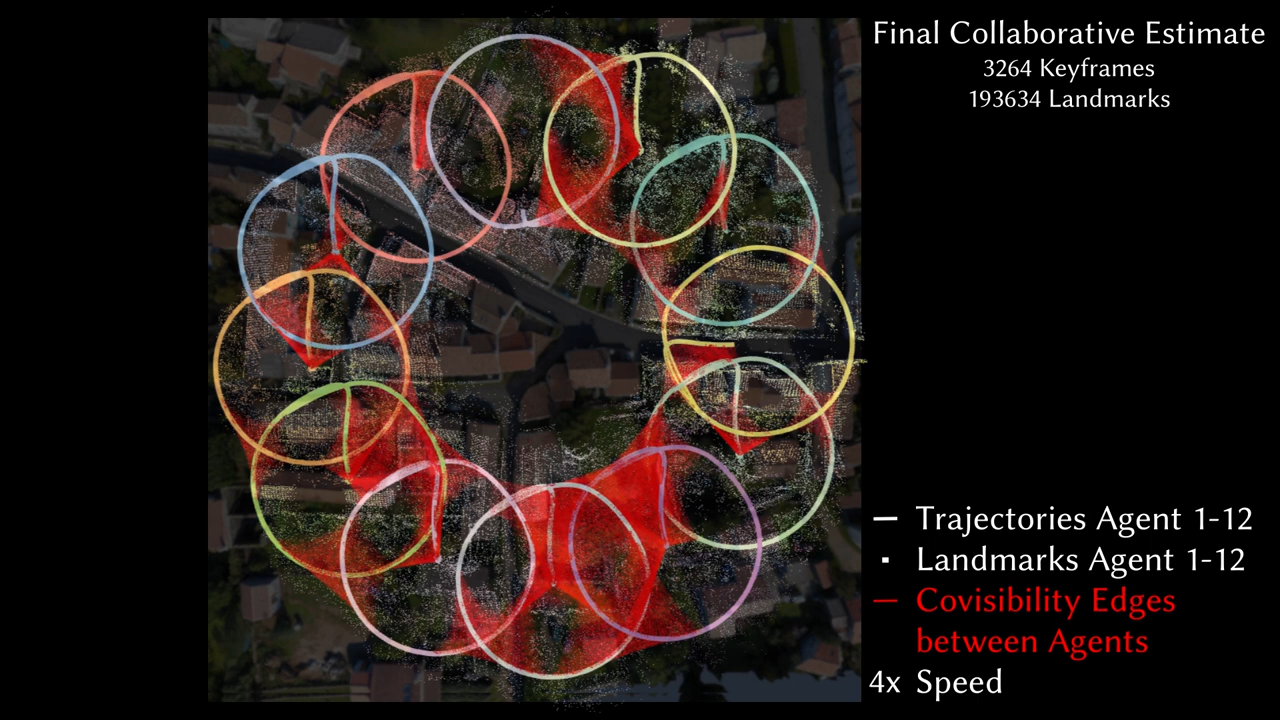 Final Collaborative Estimate
3264 Keyframes
193634 Landmarks
Trajectories Agent 1-12
Landmarks Agent 1-12
Covisibility Edges
between Agents
4x Speed